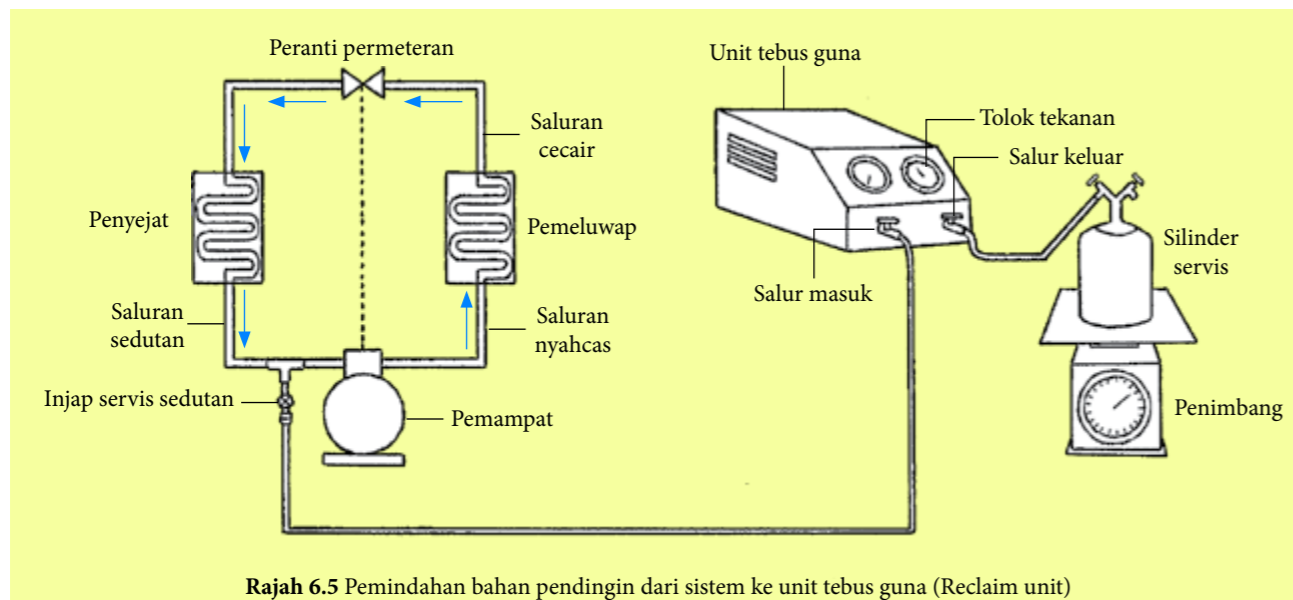 Peranti permeteran
Saluran
cecair
Penyejat
Pemeluwap
Saluran
sedutan
Saluran
nyahcas
Injap servis sedutan
Pemampat
Unit tebus guna
Tolok tekanan
Salur keluar
Salur masuk
Silinder
servis
Penimbang
Rajah 6.5 Pemindahan bahan pendingin dari sistem ke unit tebus guna (Reclaim unit)